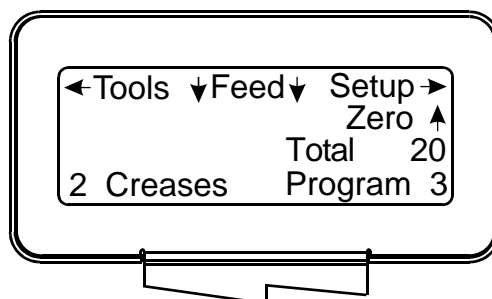 ←Tools ↓Feed↓ Setup→
Zero ↑
Total 20
2 Creases Program 3